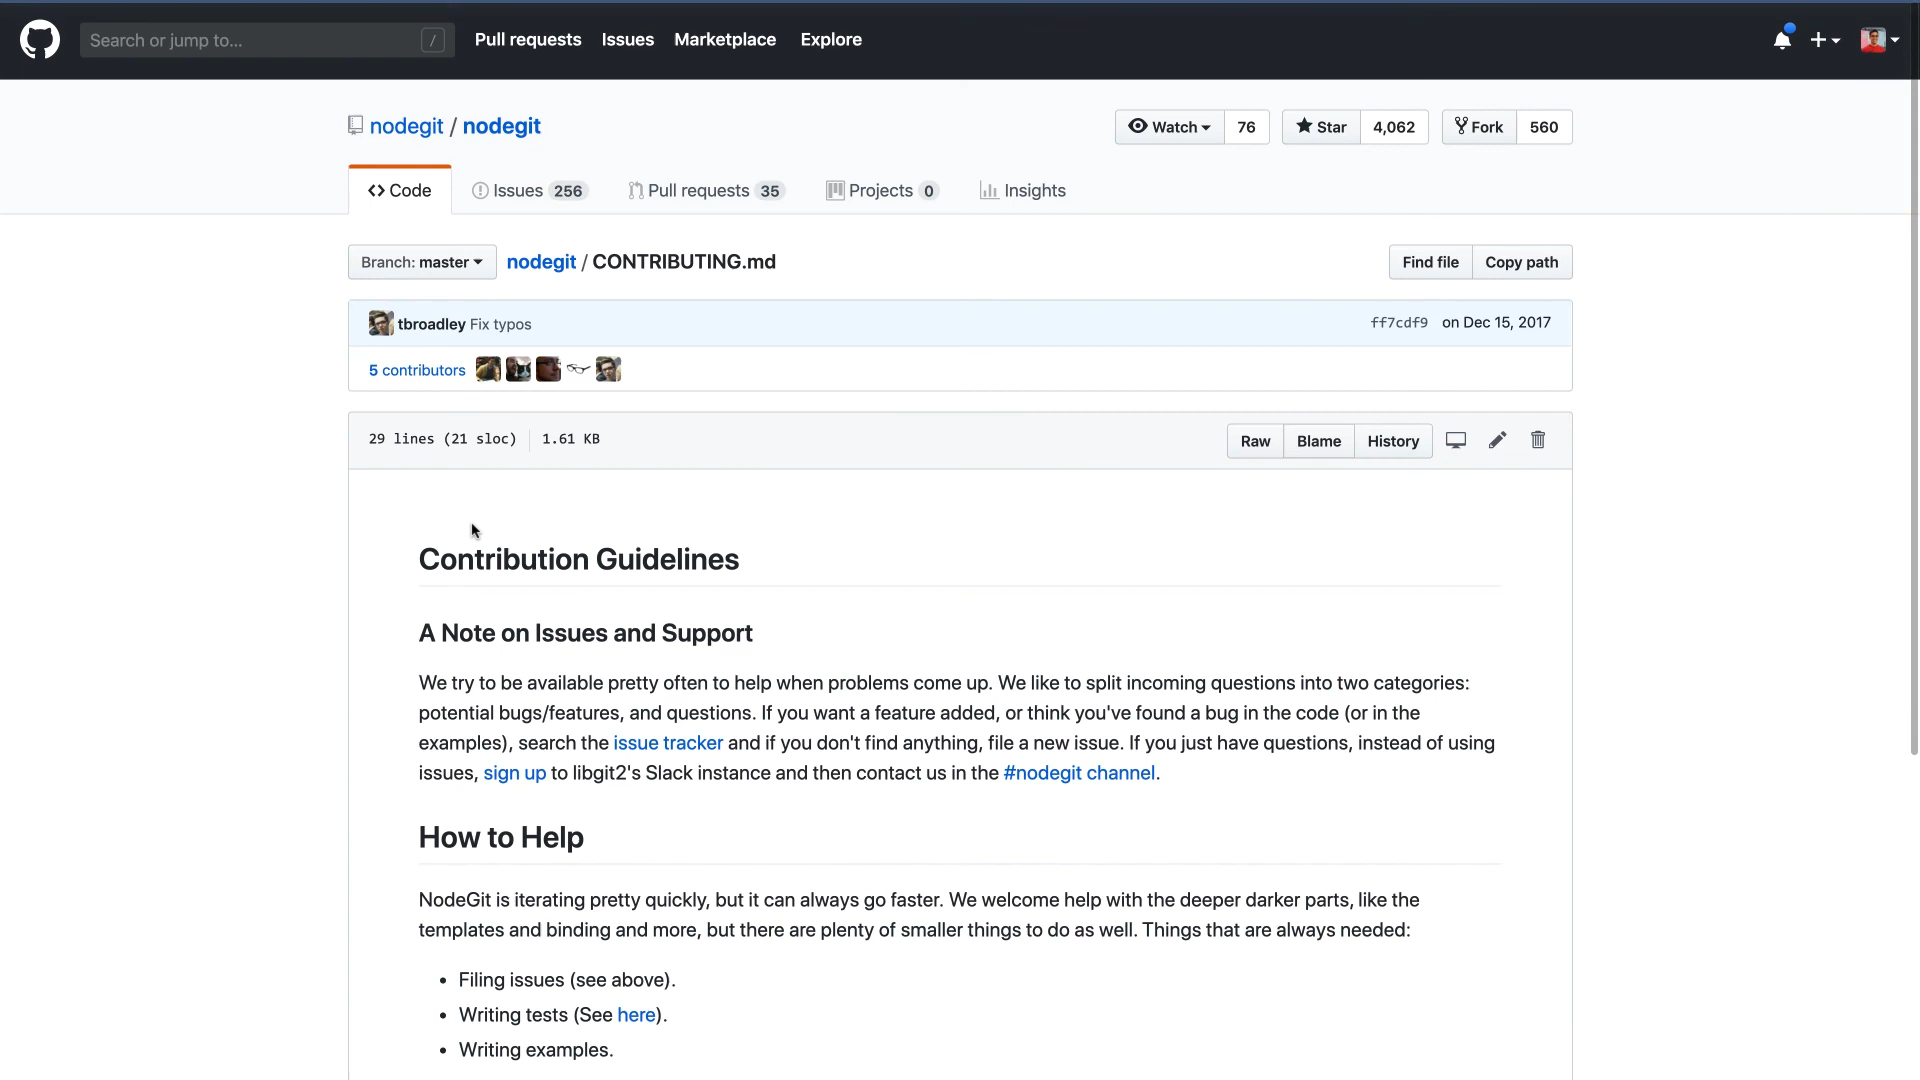 Search or jump to... /
Pull requests Issues Marketplace Explore
nodegit / nodegit
Watch 76 Star 4,062 Fork 560
Code Issues 256 Pull requests 35 Projects 0 Insights
Branch: master nodegit / CONTRIBUTING.md Find file Copy path
tbroadley Fix typos ff7cdf9 on Dec 15, 2017
5 contributors
29 lines (21 sloc) 1.61 KB Raw Blame History
Contribution Guidelines
A Note on Issues and Support
We try to be available pretty often to help when problems come up. We like to split incoming questions into two categories:
potential bugs/features, and questions. If you want a feature added, or think you've found a bug in the code (or in the
examples), search the issue tracker and if you don't find anything, file a new issue. If you just have questions, instead of using
issues, sign up to libgit2's Slack instance and then contact us in the #nodegit channel.
How to Help
NodeGit is iterating pretty quickly, but it can always go faster. We welcome help with the deeper darker parts, like the
templates and binding and more, but there are plenty of smaller things to do as well. Things that are always needed:
• Filing issues (see above).
• Writing tests (See here).
• Writing examples.